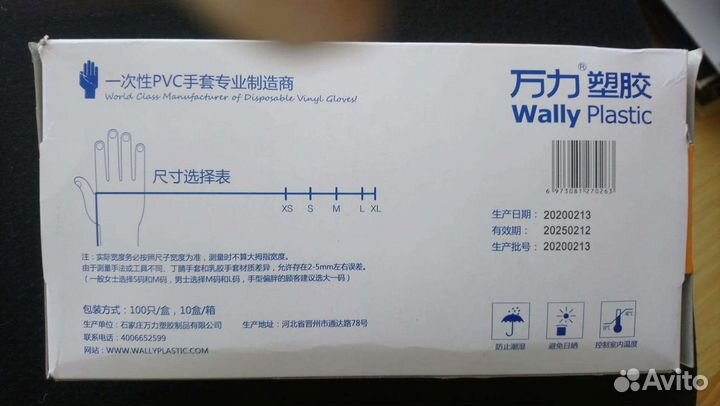 一次性PVC手套专业制造商
World Class Manufacturer of Disposable Vinyl Gloves!
万力®塑胶
Wally Plastic
尺寸选择表
XS S M L XL
6 973081 270263
生产日期： 20200213
有效期： 20250212
生产批号： 20200213
注：实际宽度务必按照尺子宽度为准，测量时不算大拇指宽度。
由于测量手法或工具不同、丁腈手套和乳胶手套材质差异，允许存在2-5mm左右误差。
（一般女士选择S码和M码，男士选择M码和L码，手型偏胖的顾客建议选大一码）
包装方式：100只/盒，10盒/箱
生产单位：石家庄万力塑胶制品有限公司 生产地址：河北省晋州市通达路78号
联系电话：4006652599
网站：WWW.WALLYPLASTIC.COM
防止潮湿 避免日晒 控制室内温度
Avito